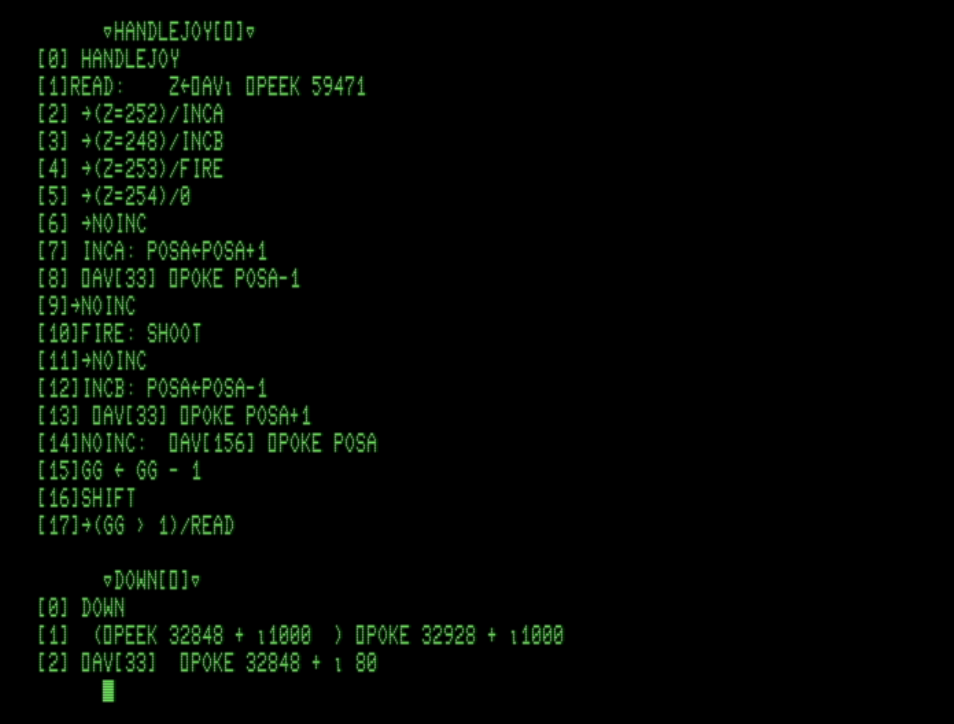 ∇HANDLEJOY[⎕]∇
[0] HANDLEJOY
[1]READ:    Z←⎕AV⍳ ⎕PEEK 59471
[2] →(Z=252)/INCA
[3] →(Z=248)/INCB
[4] →(Z=253)/FIRE
[5] →(Z=254)/0
[6] →NOINC
[7] INCA: POSA←POSA+1
[8] ⎕AV[33] ⎕POKE POSA-1
[9]→NOINC
[10]FIRE: SHOOT
[11]→NOINC
[12]INCB: POSA←POSA-1
[13] ⎕AV[33] ⎕POKE POSA+1
[14]NOINC:  ⎕AV[156] ⎕POKE POSA
[15]GG ← GG - 1
[16]SHIFT
[17]→(GG > 1)/READ
∇DOWN[⎕]∇
[0] DOWN
[1]  (⎕PEEK 32848 + ⍳1000  ) ⎕POKE 32928 + ⍳1000
[2] ⎕AV[33]  ⎕POKE 32848 + ⍳ 80